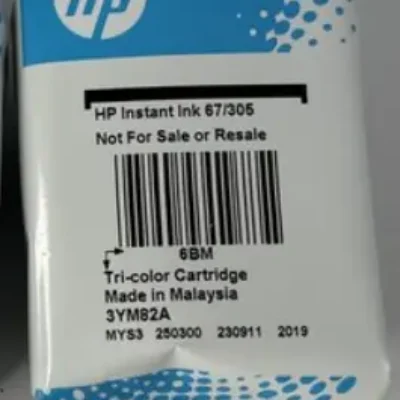 hp
HP Instant Ink 67/305
Not For Sale or Resale
6BM
Tri-color Cartridge
Made in Malaysia
3YM82A
MYS3 250300 230911 2019